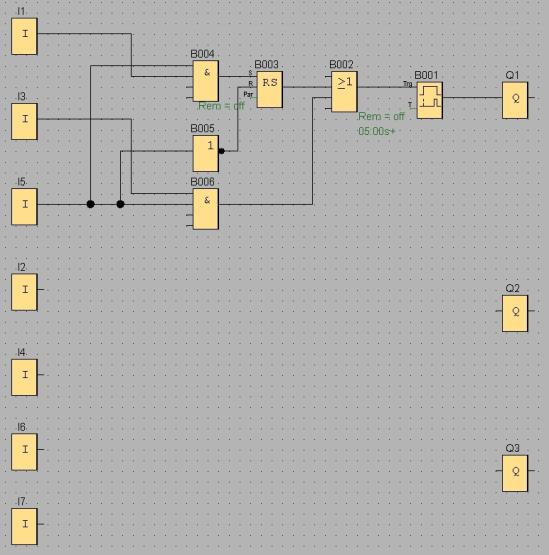 I1
I
B004
&
S
R
Par
B003
RS
B002
≥1
Trg
T
B001
Q1
Q
Rem = off
Rem = off
05:00s+
I3
I
B005
1
I5
I
B006
&
I2
I
Q2
Q
I4
I
I6
I
Q3
Q
I7
I